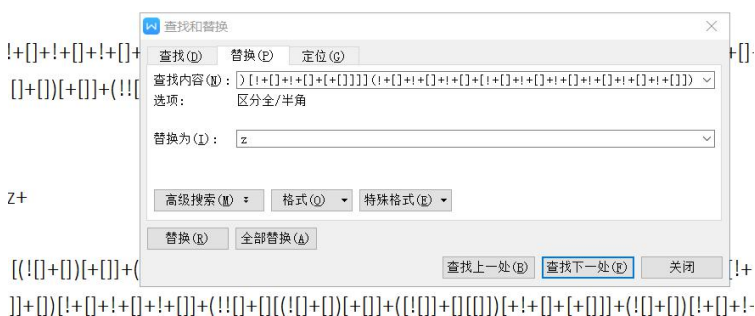 查找和替换
!+[]+!+[]+!+[]+
+[]-
查找(D) 替换(P) 定位(G)
查找内容(N): )[!+[]+!+[]+[+[]]]](!+[]+!+[]+!+[]+[!+[]+!+[]+!+[]+!+[]+!+[]+!+[]])
[]+[])[+[]]+(!![
选项: 区分全/半角
替换为(I): z
z+
高级搜索(M) 格式(O) 特殊格式(E)
替换(R) 全部替换(A)
[(![]+[])[+[]]+(
查找上一处(B) 查找下一处(F) 关闭
[!+
]]+[])[!+[]+!+[]+!+[]]+(!![]+[][(![]+[])[+[]]+([![]]+[][[]])[+!+[]+[+[]]]+(![]+[])[!+[]+!-